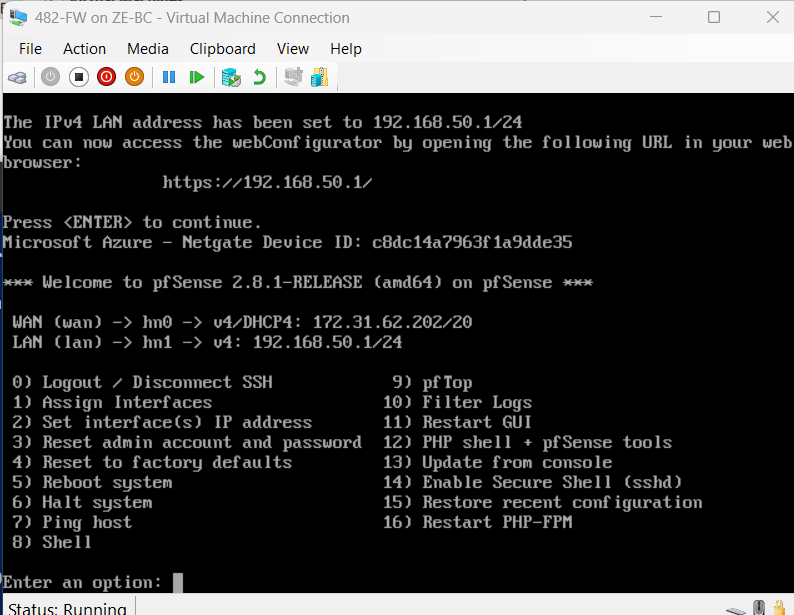 482-FW on ZE-BC - Virtual Machine Connection
File Action Media Clipboard View Help
The IPv4 LAN address has been set to 192.168.50.1/24
You can now access the webConfigurator by opening the following URL in your web
browser:
https://192.168.50.1/
Press <ENTER> to continue.
Microsoft Azure - Netgate Device ID: c8dc14a7963f1a9dde35
*** Welcome to pfSense 2.8.1-RELEASE (amd64) on pfSense ***
WAN (wan) -> hn0 -> v4/DHCP4: 172.31.62.202/20
LAN (lan) -> hn1 -> v4: 192.168.50.1/24
0) Logout / Disconnect SSH 9) pfTop
1) Assign Interfaces 10) Filter Logs
2) Set interface(s) IP address 11) Restart GUI
3) Reset admin account and password 12) PHP shell + pfSense tools
4) Reset to factory defaults 13) Update from console
5) Reboot system 14) Enable Secure Shell (sshd)
6) Halt system 15) Restore recent configuration
7) Ping host 16) Restart PHP-FPM
8) Shell
Enter an option:
Status: Running